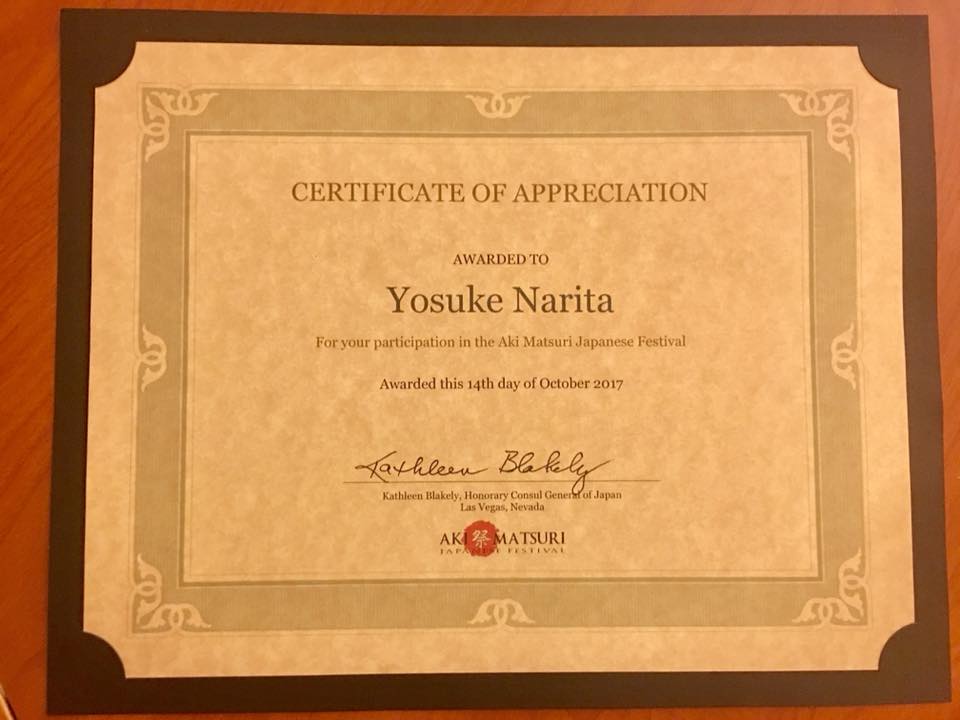 CERTIFICATE OF APPRECIATION
AWARDED TO
Yosuke Narita
For your participation in the Aki Matsuri Japanese Festival
Awarded this 14th day of October 2017
Kathleen Blakely
Kathleen Blakely, Honorary Consul General of Japan
Las Vegas, Nevada
AKI 祭 MATSURI
JAPANESE FESTIVAL